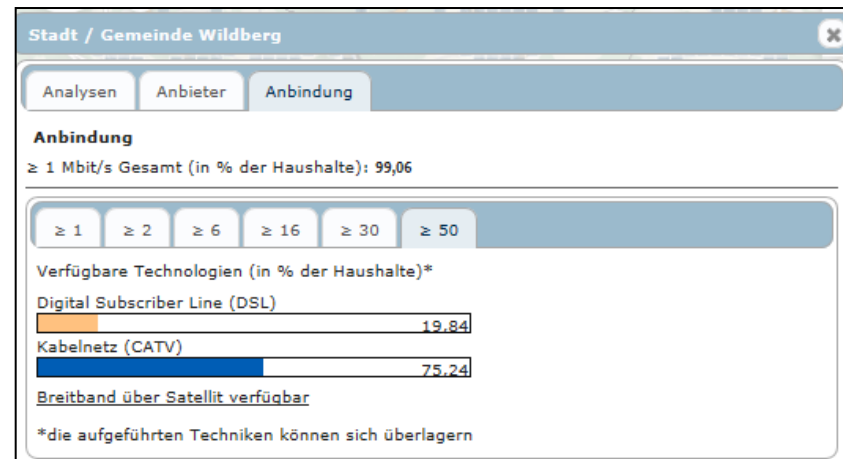 Stadt / Gemeinde Wildberg
Analysen Anbieter Anbindung
Anbindung
≥ 1 Mbit/s Gesamt (in % der Haushalte): 99,06
≥ 1 ≥ 2 ≥ 6 ≥ 16 ≥ 30 ≥ 50
Verfügbare Technologien (in % der Haushalte)*
Digital Subscriber Line (DSL)
19,84
Kabelnetz (CATV)
75,24
Breitband über Satellit verfügbar
*die aufgeführten Techniken können sich überlagern